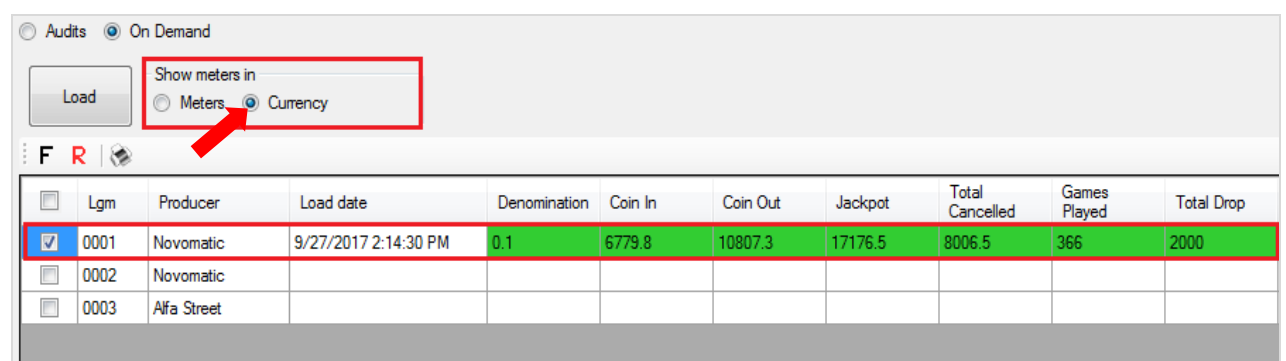 Audits On Demand
Load
Show meters in
Meters Currency
F R
Lgm Producer Load date Denomination Coin In Coin Out Jackpot Total Cancelled Games Played Total Drop
0001 Novomatic 9/27/2017 2:14:30 PM 0.1 6779.8 10807.3 17176.5 8006.5 366 2000
0002 Novomatic
0003 Alfa Street